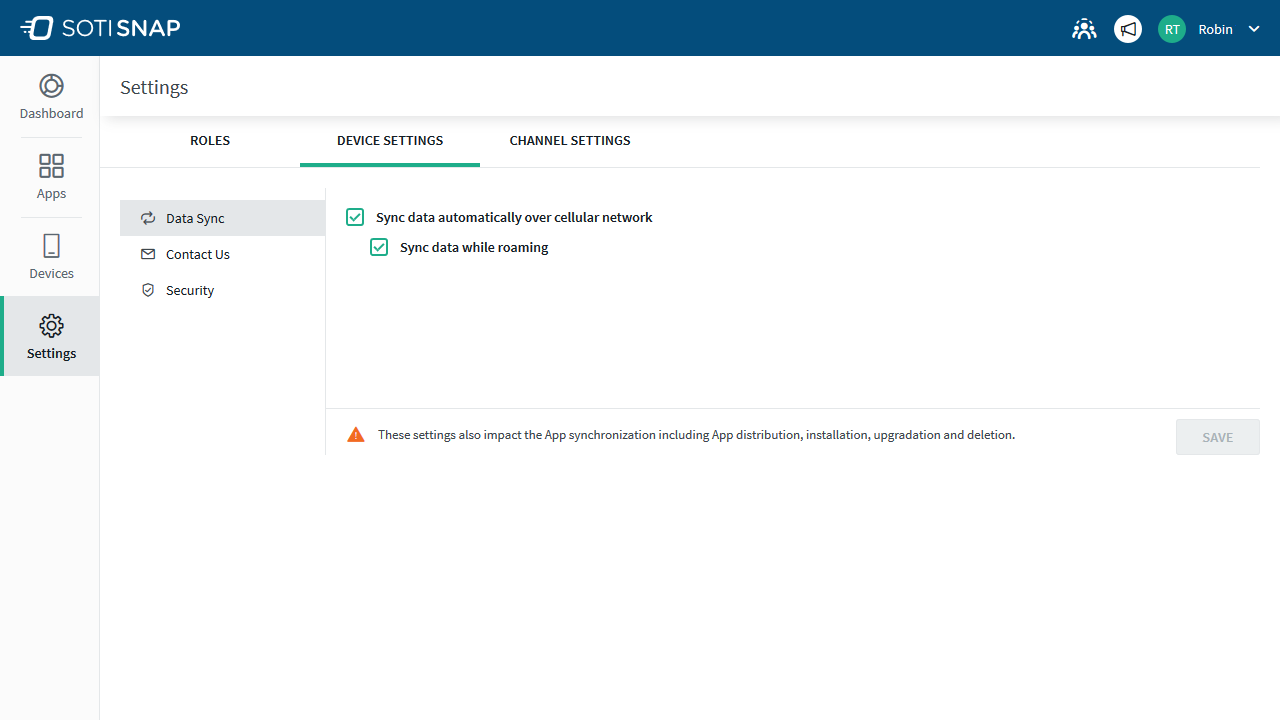 SOTI SNAP
RT Robin
Dashboard
Apps
Devices
Settings
Settings
ROLES DEVICE SETTINGS CHANNEL SETTINGS
Data Sync
Contact Us
Security
Sync data automatically over cellular network
Sync data while roaming
These settings also impact the App synchronization including App distribution, installation, upgradation and deletion.
SAVE